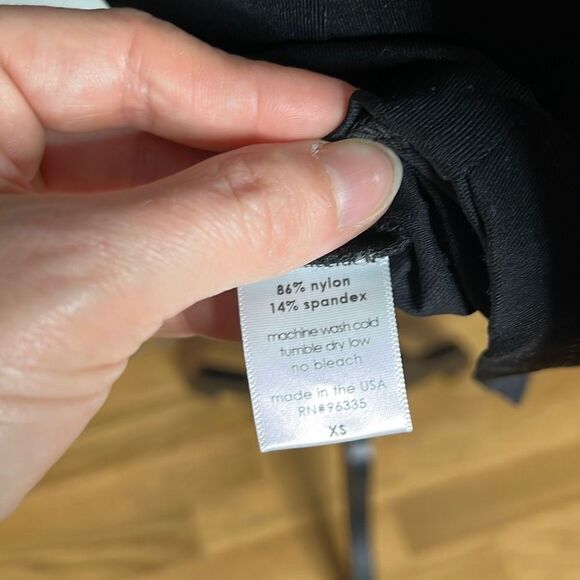 86% nylon
14% spandex
machine wash cold
tumble dry low
no bleach
made in the USA
RN#96335
XS